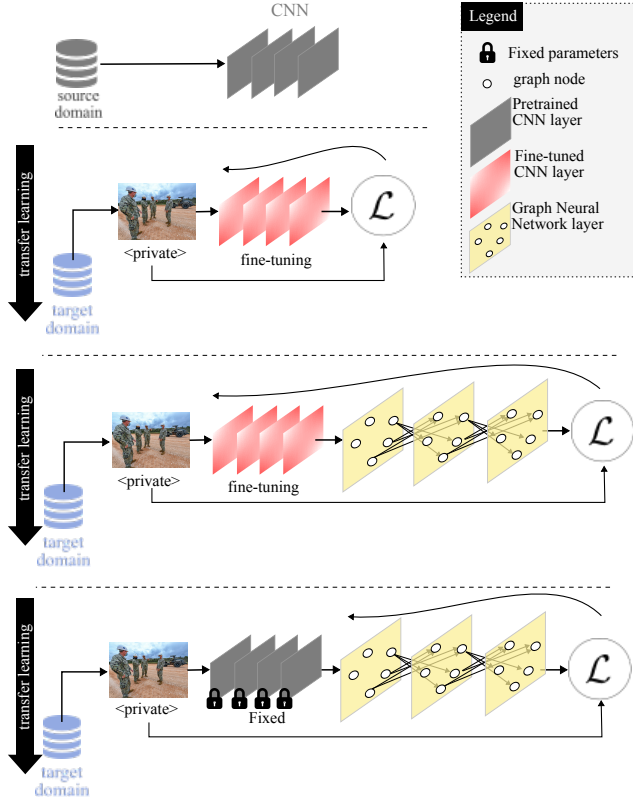 CNN
source
domain
Legend
Fixed parameters
graph node
Pretrained
CNN layer
Fine-tuned
CNN layer
Graph Neural
Network layer
transfer learning
target
domain
<private>
fine-tuning
ℒ
transfer learning
target
domain
<private>
fine-tuning
ℒ
transfer learning
target
domain
<private>
Fixed
ℒ